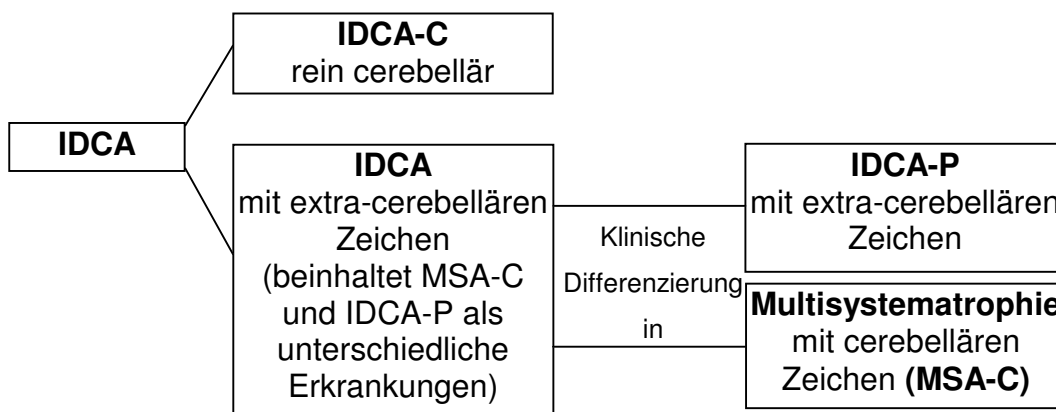 IDCA-C
rein cerebellär
IDCA
IDCA
mit extra-cerebellären
Zeichen
(beinhaltet MSA-C
und IDCA-P als
unterschiedliche
Erkrankungen)
Klinische
Differenzierung
in
IDCA-P
mit extra-cerebellären
Zeichen
Multisystematrophie
mit cerebellären
Zeichen (MSA-C)